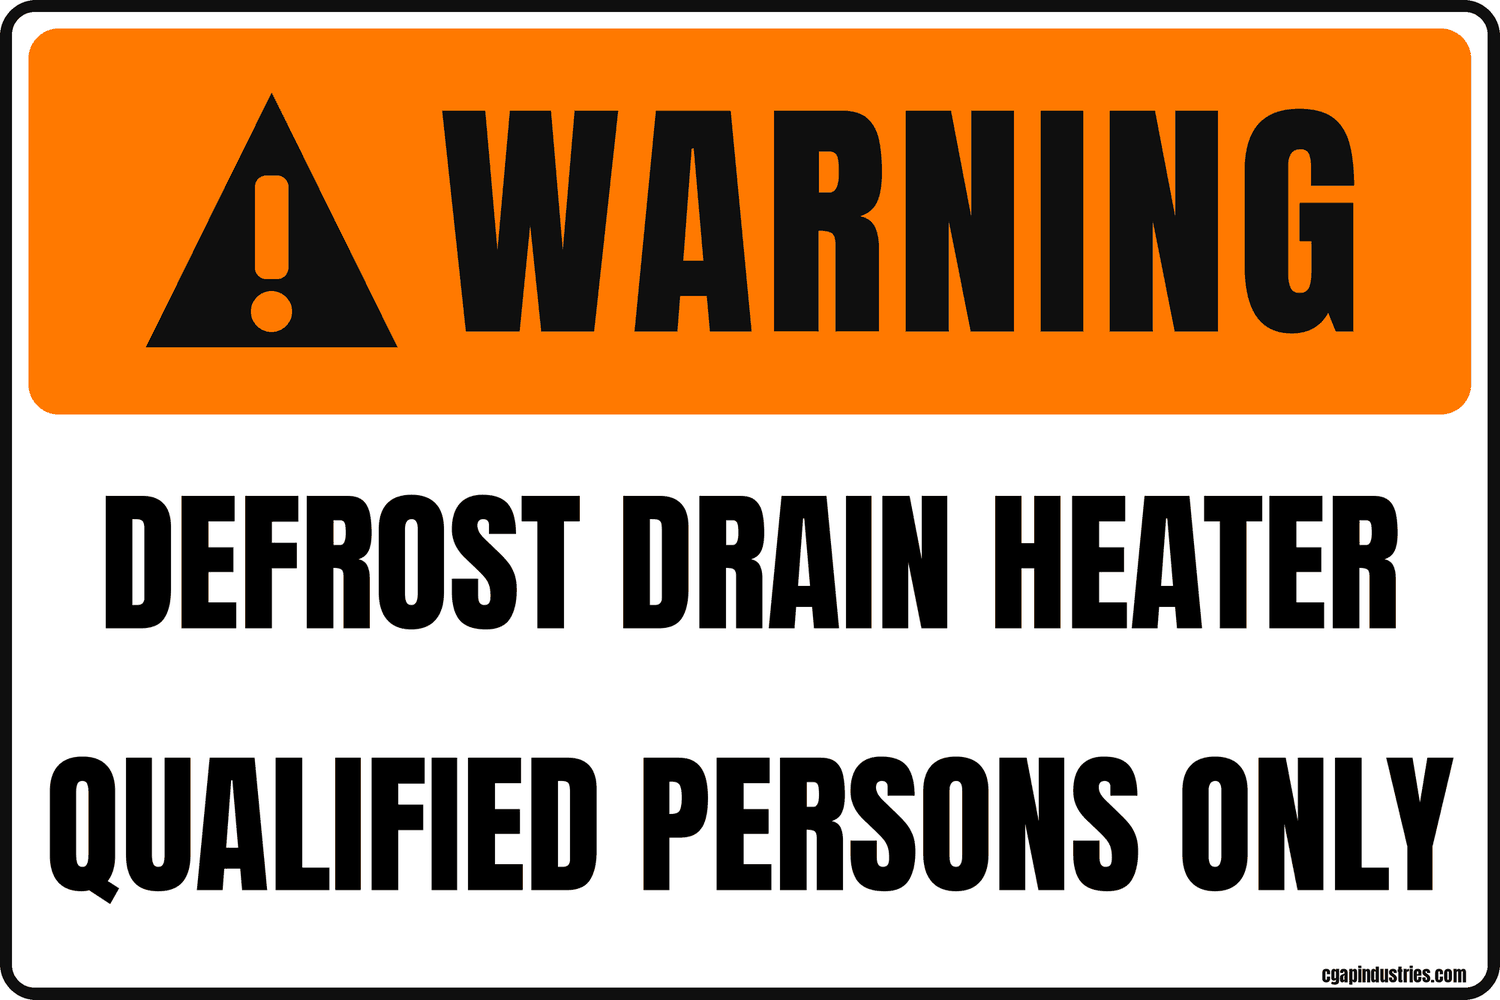 WARNING
DEFROST DRAIN HEATER
QUALIFIED PERSONS ONLY
cgapindustries.com